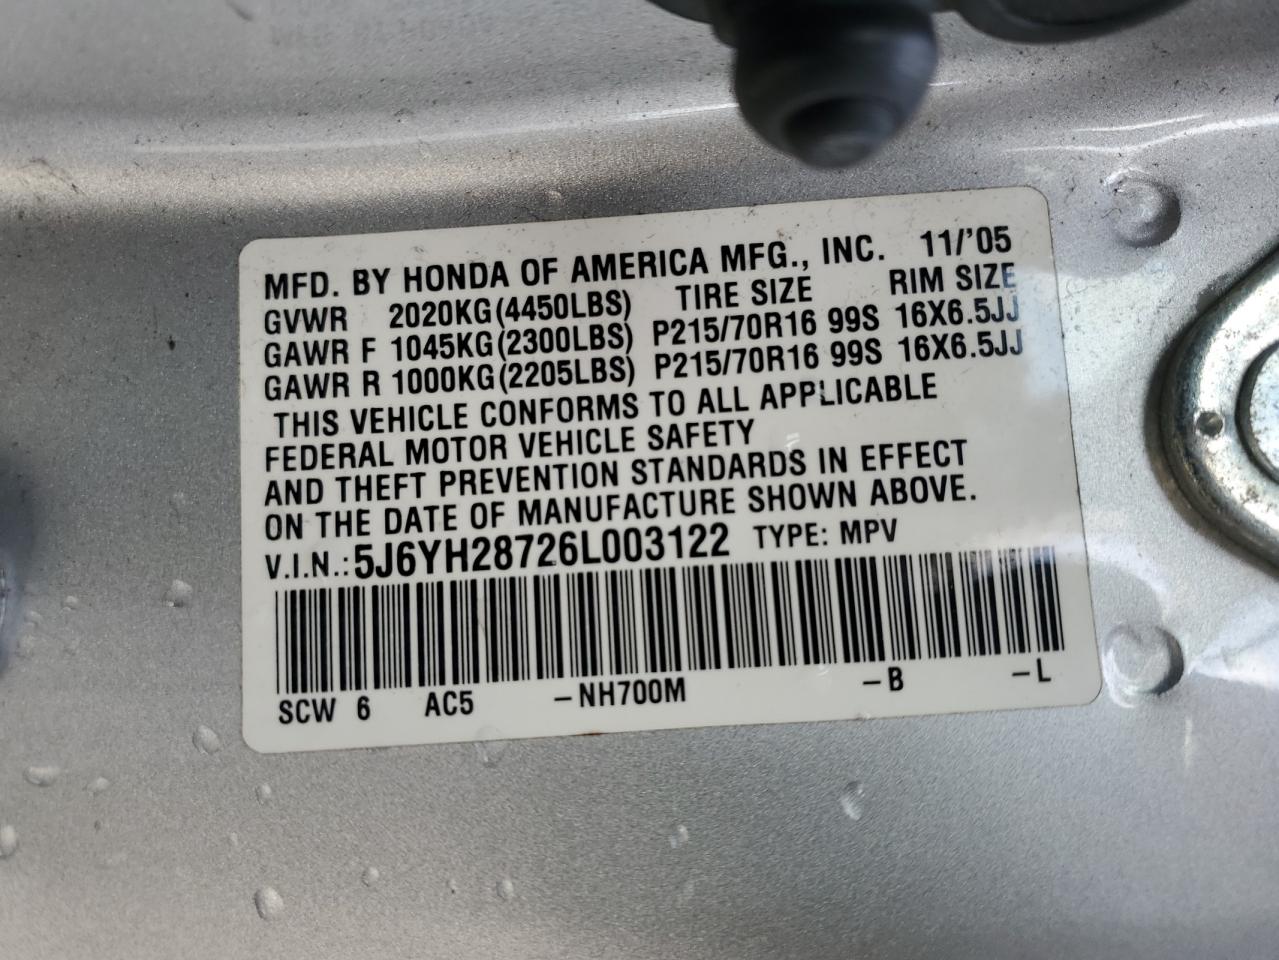 MFD. BY HONDA OF AMERICA MFG., INC. 11/'05
GVWR 2020KG(4450LBS) TIRE SIZE RIM SIZE
GAWR F 1045KG(2300LBS) P215/70R16 99S 16X6.5JJ
GAWR R 1000KG(2205LBS) P215/70R16 99S 16X6.5JJ
THIS VEHICLE CONFORMS TO ALL APPLICABLE
FEDERAL MOTOR VEHICLE SAFETY
AND THEFT PREVENTION STANDARDS IN EFFECT
ON THE DATE OF MANUFACTURE SHOWN ABOVE.
V.I.N.: 5J6YH28726L003122 TYPE: MPV
SCW 6 AC5 -NH700M -B -L